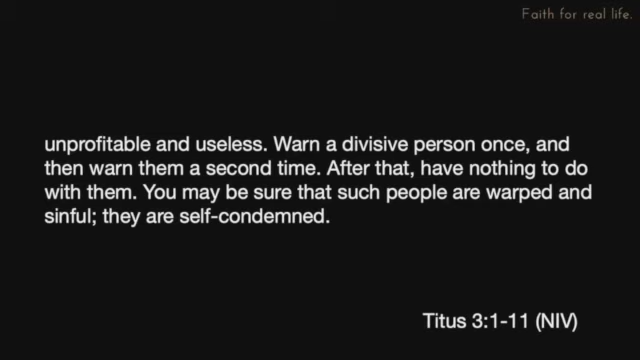 Faith for real life.
unprofitable and useless. Warn a divisive person once, and
then warn them a second time. After that, have nothing to do
with them. You may be sure that such people are warped and
sinful; they are self-condemned.
Titus 3:1-11 (NIV)